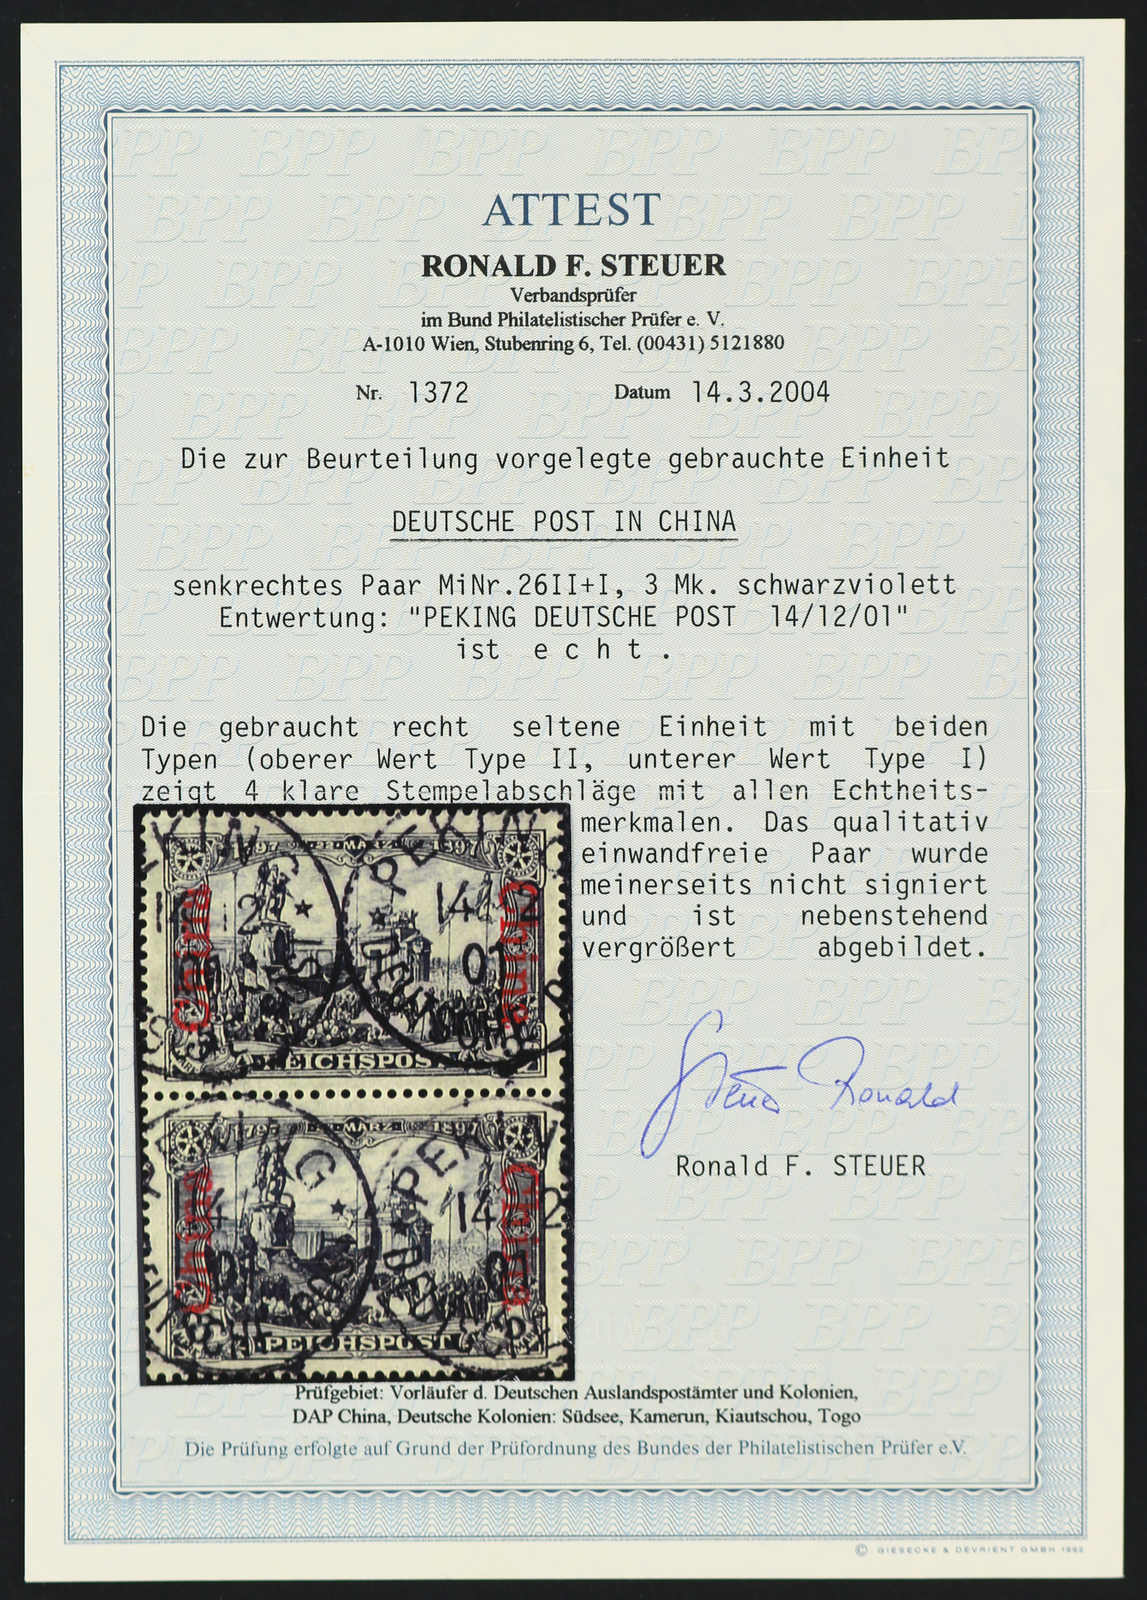 ATTEST
RONALD F. STEUER
Verbandsprüfer
im Bund Philatelistischer Prüfer e. V.
A-1010 Wien, Stubenring 6, Tel. (00431) 5121880
Nr. 1372 Datum 14.3.2004
Die zur Beurteilung vorgelegte gebrauchte Einheit
DEUTSCHE POST IN CHINA
senkrechtes Paar MiNr.26II+I, 3 Mk. schwarzviolett
Entwertung: "PEKING DEUTSCHE POST 14/12/01"
ist e c h t .
Die gebraucht recht seltene Einheit mit beiden
Typen (oberer Wert Type II, unterer Wert Type I)
zeigt 4 klare Stempelabschläge mit allen Echtheits-
merkmalen. Das qualitativ
einwandfreie Paar wurde
meinerseits nicht signiert
und ist nebenstehend
vergrößert abgebildet.
China China
REICHSPOST
China China
REICHSPOST
Steuer Ronald
Ronald F. STEUER
Prüfgebiet: Vorläufer d. Deutschen Auslandspostämter und Kolonien,
DAP China, Deutsche Kolonien: Südsee, Kamerun, Kiautschou, Togo
Die Prüfung erfolgte auf Grund der Prüfordnung des Bundes der Philatelistischen Prüfer e.V.
© GIESECKE & DEVRIENT GMBH 1992